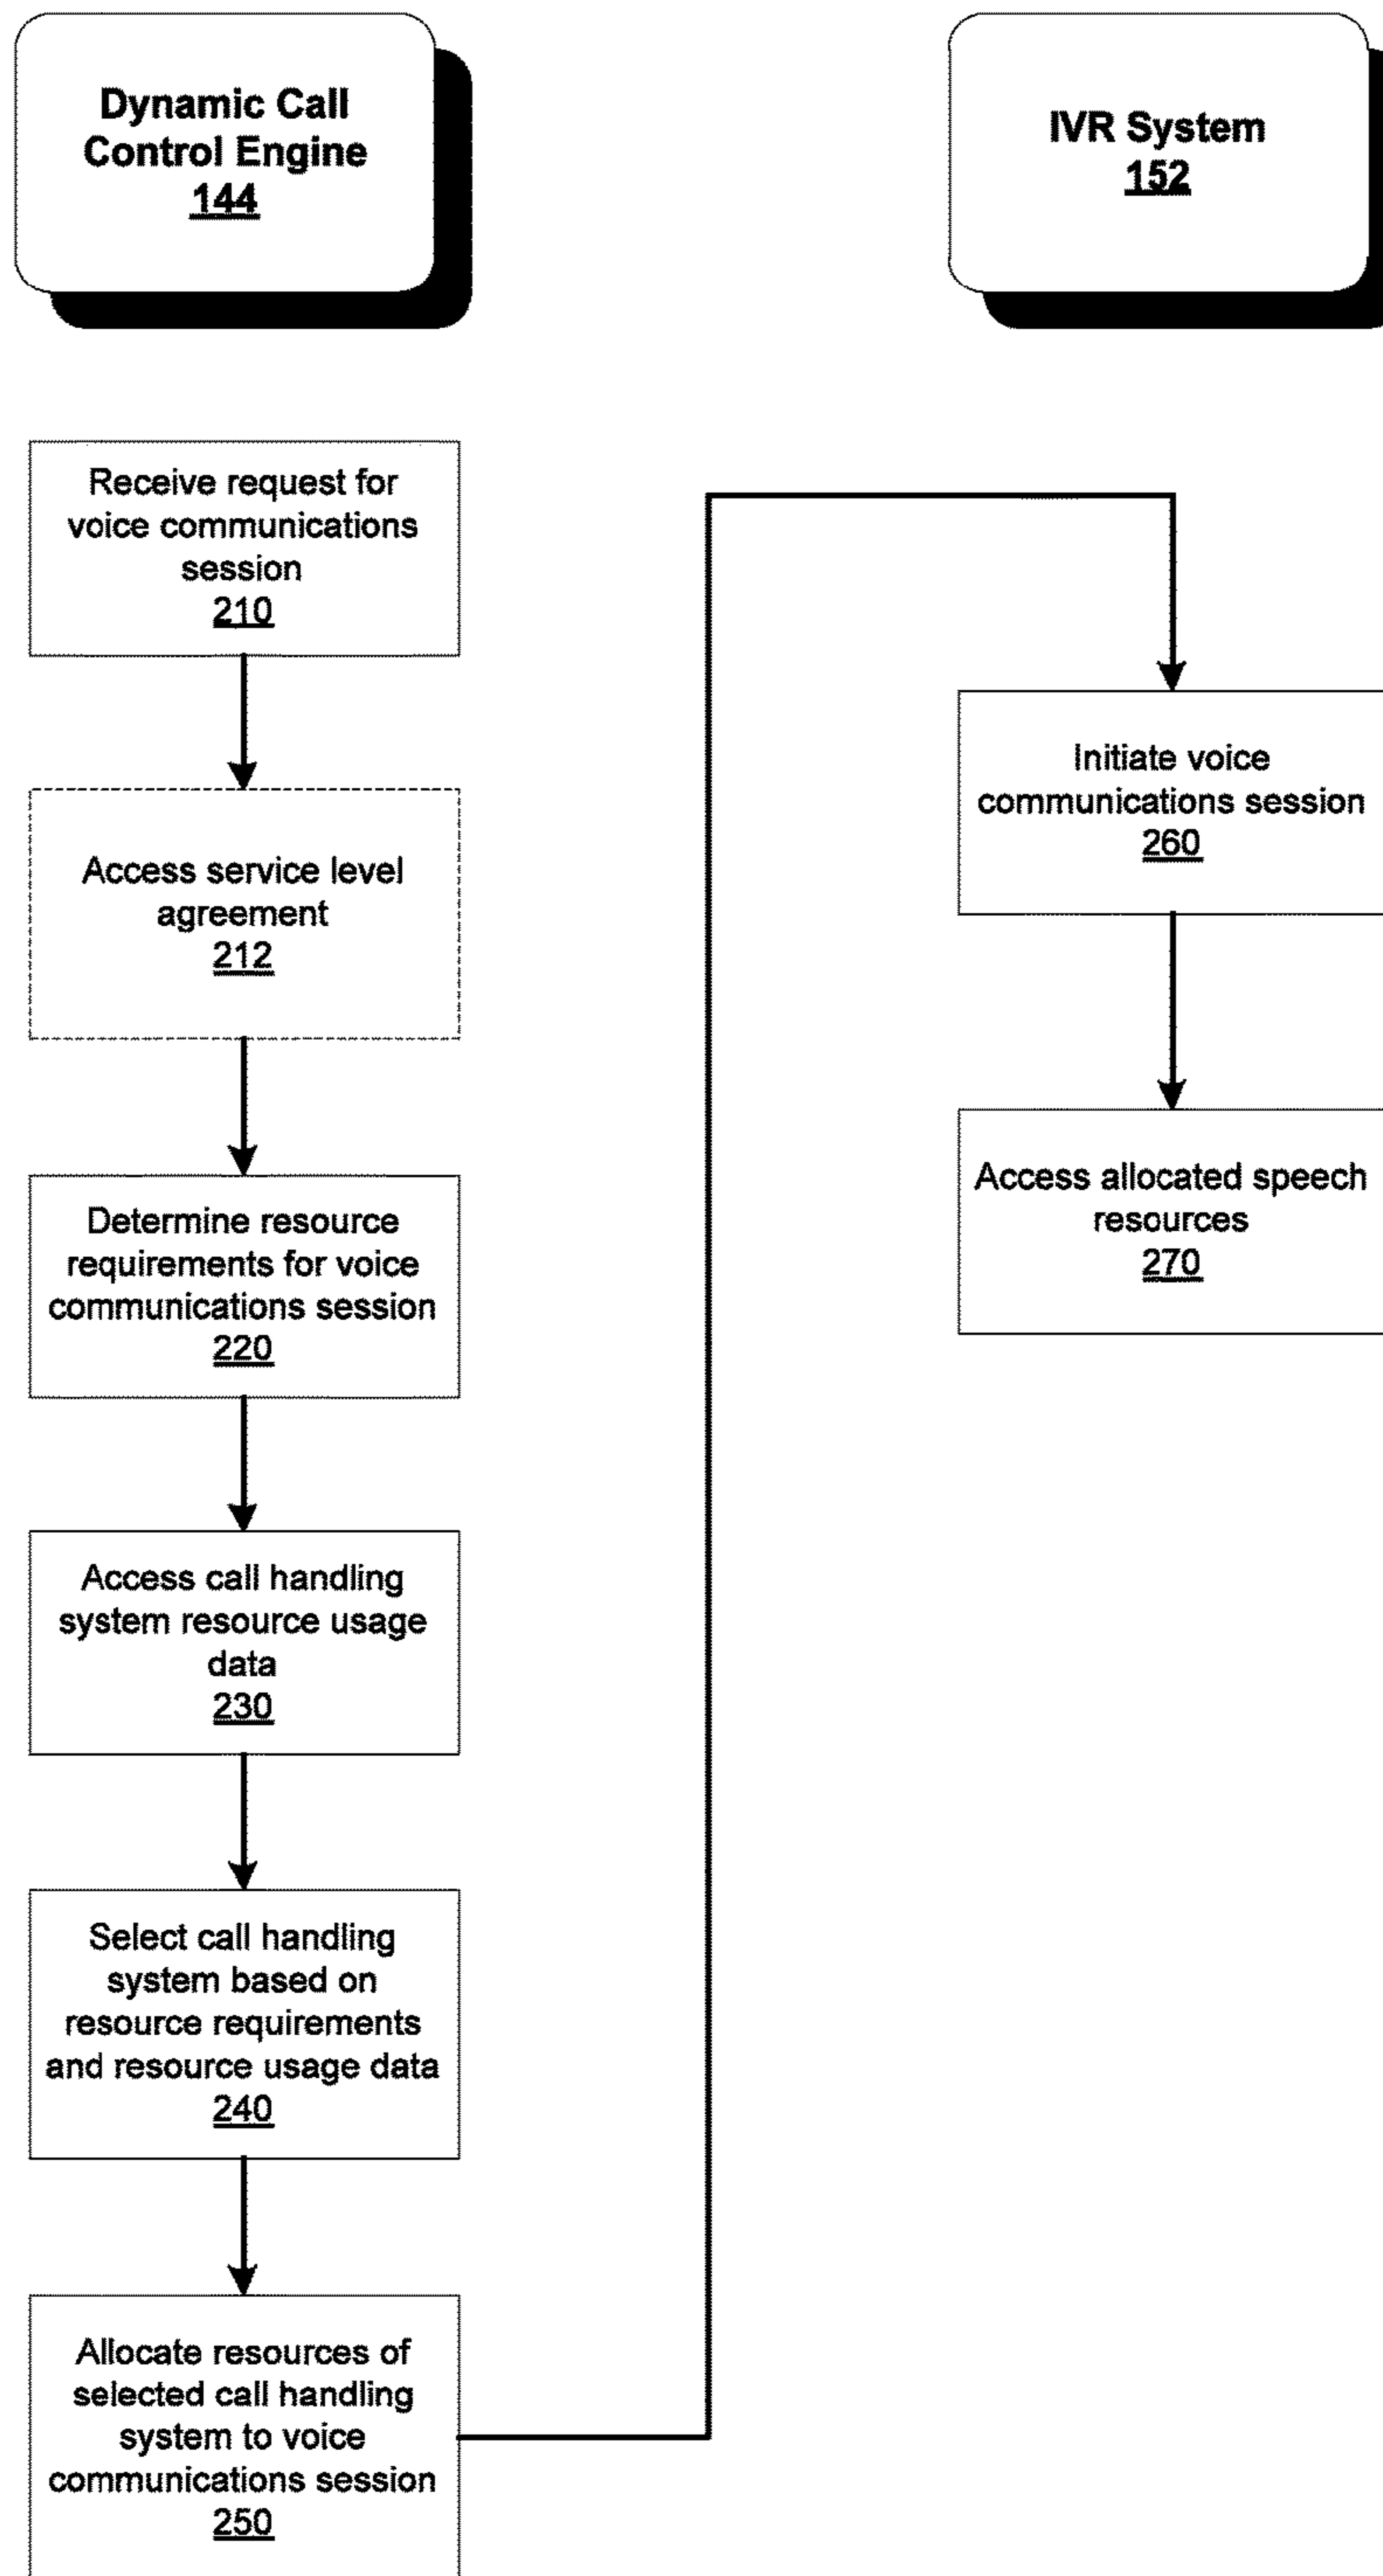 Dynamic Call
Control Engine
144
IVR System
152
Receive request for
voice communications
session
210
Access service level
agreement
212
Determine resource
requirements for voice
communications session
220
Access call handling
system resource usage
data
230
Select call handling
system based on
resource requirements
and resource usage data
240
Allocate resources of
selected call handling
system to voice
communications session
250
Initiate voice
communications session
260
Access allocated speech
resources
270